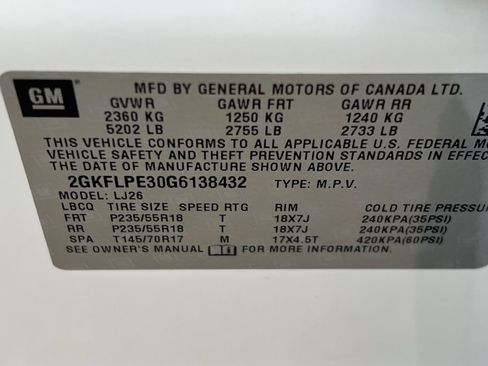 GM
MFD BY GENERAL MOTORS OF CANADA LTD.
GVWR GAWR FRT GAWR RR
2360 KG 1250 KG 1240 KG
5202 LB 2755 LB 2733 LB
THIS VEHICLE CONFORMS TO ALL APPLICABLE U.S. FEDERAL MO
VEHICLE SAFETY AND THEFT PREVENTION STANDARDS IN EFFE
THE DATE OF MANUFACTURE SHOWN ABOVE.
2GKFLPE30G6138432 TYPE: M.P.V.
MODEL: LJ26
LBCQ TIRE SIZE SPEED RTG RIM COLD TIRE PRESSUR
FRT P235/55R18 T 18X7J 240KPA(35PSI)
RR P235/55R18 T 18X7J 240KPA(35PSI)
SPA T145/70R17 M 17X4.5T 420KPA(60PSI)
SEE OWNER'S MANUAL FOR MORE INFORMATION.